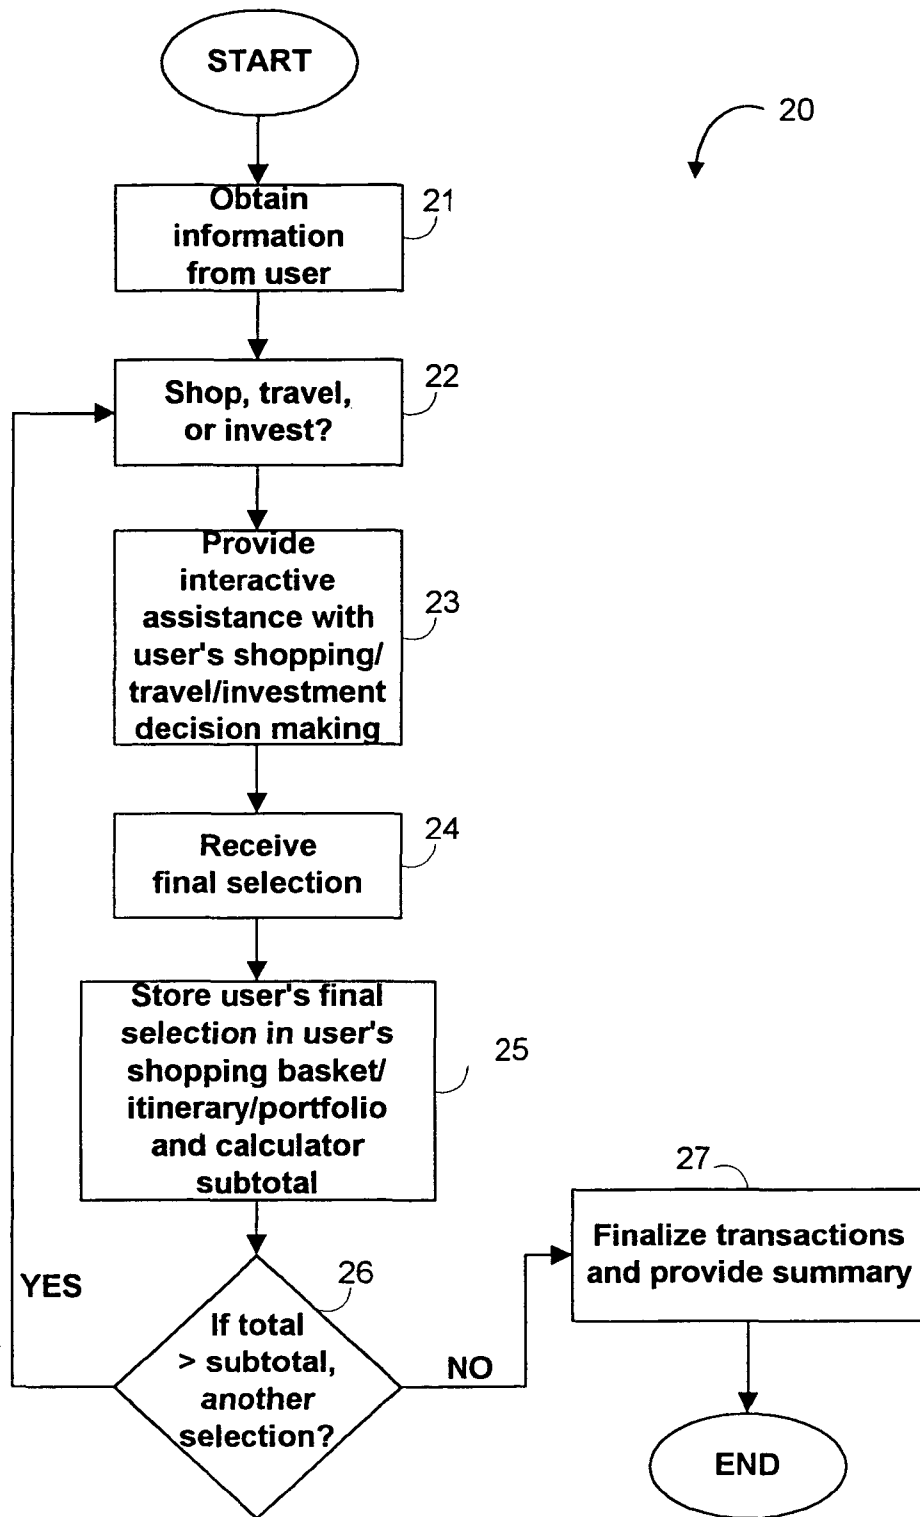 START
20
Obtain
information
from user
21
Shop, travel,
or invest?
22
Provide
interactive
assistance with
user's shopping/
travel/investment
decision making
23
Receive
final selection
24
Store user's final
selection in user's
shopping basket/
itinerary/portfolio
and calculator
subtotal
25
26
If total
> subtotal,
another
selection?
YES
NO
27
Finalize transactions
and provide summary
END